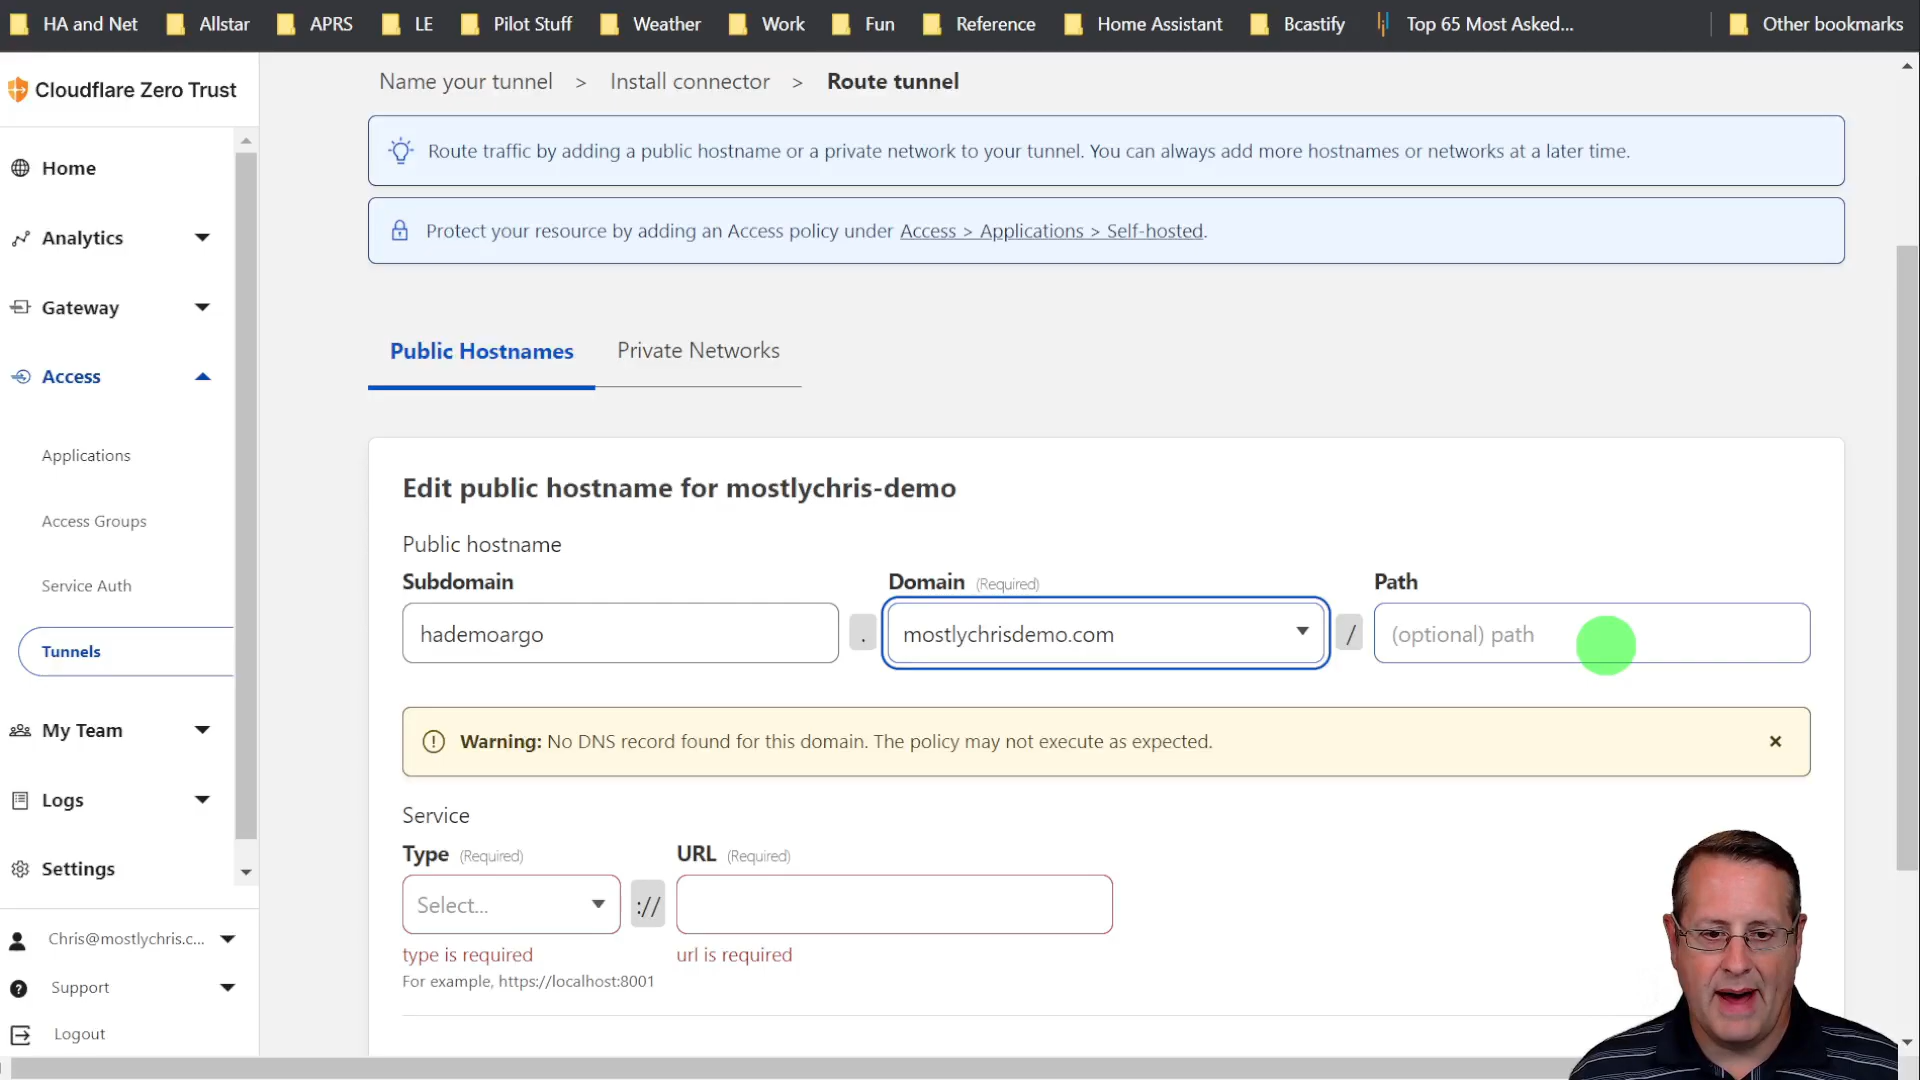 HA and Net Allstar APRS LE Pilot Stuff Weather Work Fun Reference Home Assistant Bcastify Top 65 Most Asked... Other bookmarks
Cloudflare Zero Trust
Home
Analytics
Gateway
Access
Applications
Access Groups
Service Auth
Tunnels
My Team
Logs
Settings
Chris@mostlychris.c...
Support
Logout
Name your tunnel > Install connector > Route tunnel
Route traffic by adding a public hostname or a private network to your tunnel. You can always add more hostnames or networks at a later time.
Protect your resource by adding an Access policy under Access > Applications > Self-hosted.
Public Hostnames Private Networks
Edit public hostname for mostlychris-demo
Public hostname
Subdomain Domain (Required) Path
hademoargo . mostlychrisdemo.com / (optional) path
Warning: No DNS record found for this domain. The policy may not execute as expected. ×
Service
Type (Required) URL (Required)
Select... ://
type is required url is required
For example, https://localhost:8001